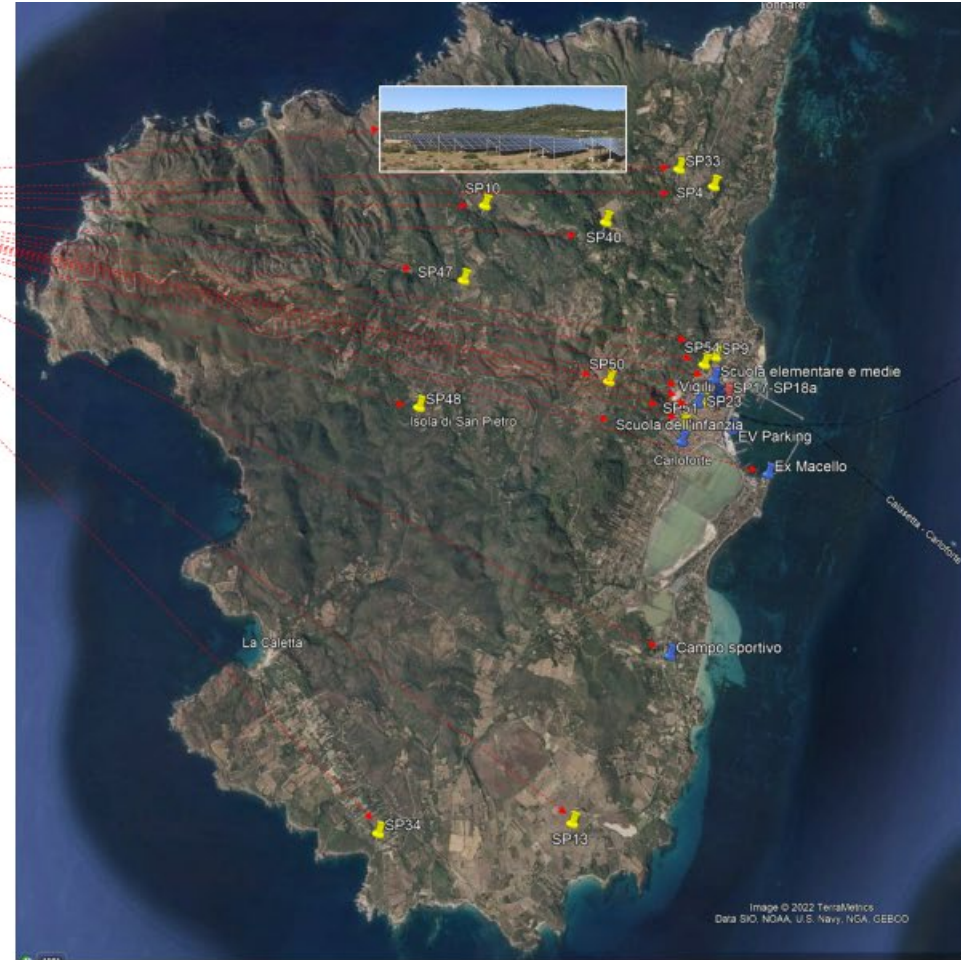 Tonnare
SP33
SP10
SP4
SP40
SP47
SP54
SP9
SP50
Scuola elementare e medie
Vigili
SP17-SP18a
SP48
SP51
SP23
Isola di San Pietro
Scuola dell'infanzia
EV Parking
Carloforte
Ex Macello
Calasetta - Carloforte
La Caletta
Campo sportivo
SP34
SP13
Image © 2022 TerraMetrics
Data SIO, NOAA, U.S. Navy, NGA, GEBCO